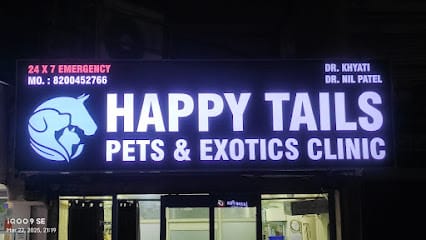 24 X 7 EMERGENCY
MO. : 8200452766
DR. KHYATI
DR. NIL PATEL
HAPPY TAILS
PETS & EXOTICS CLINIC
iQOO 9 SE
Mar 22, 2025, 21:19